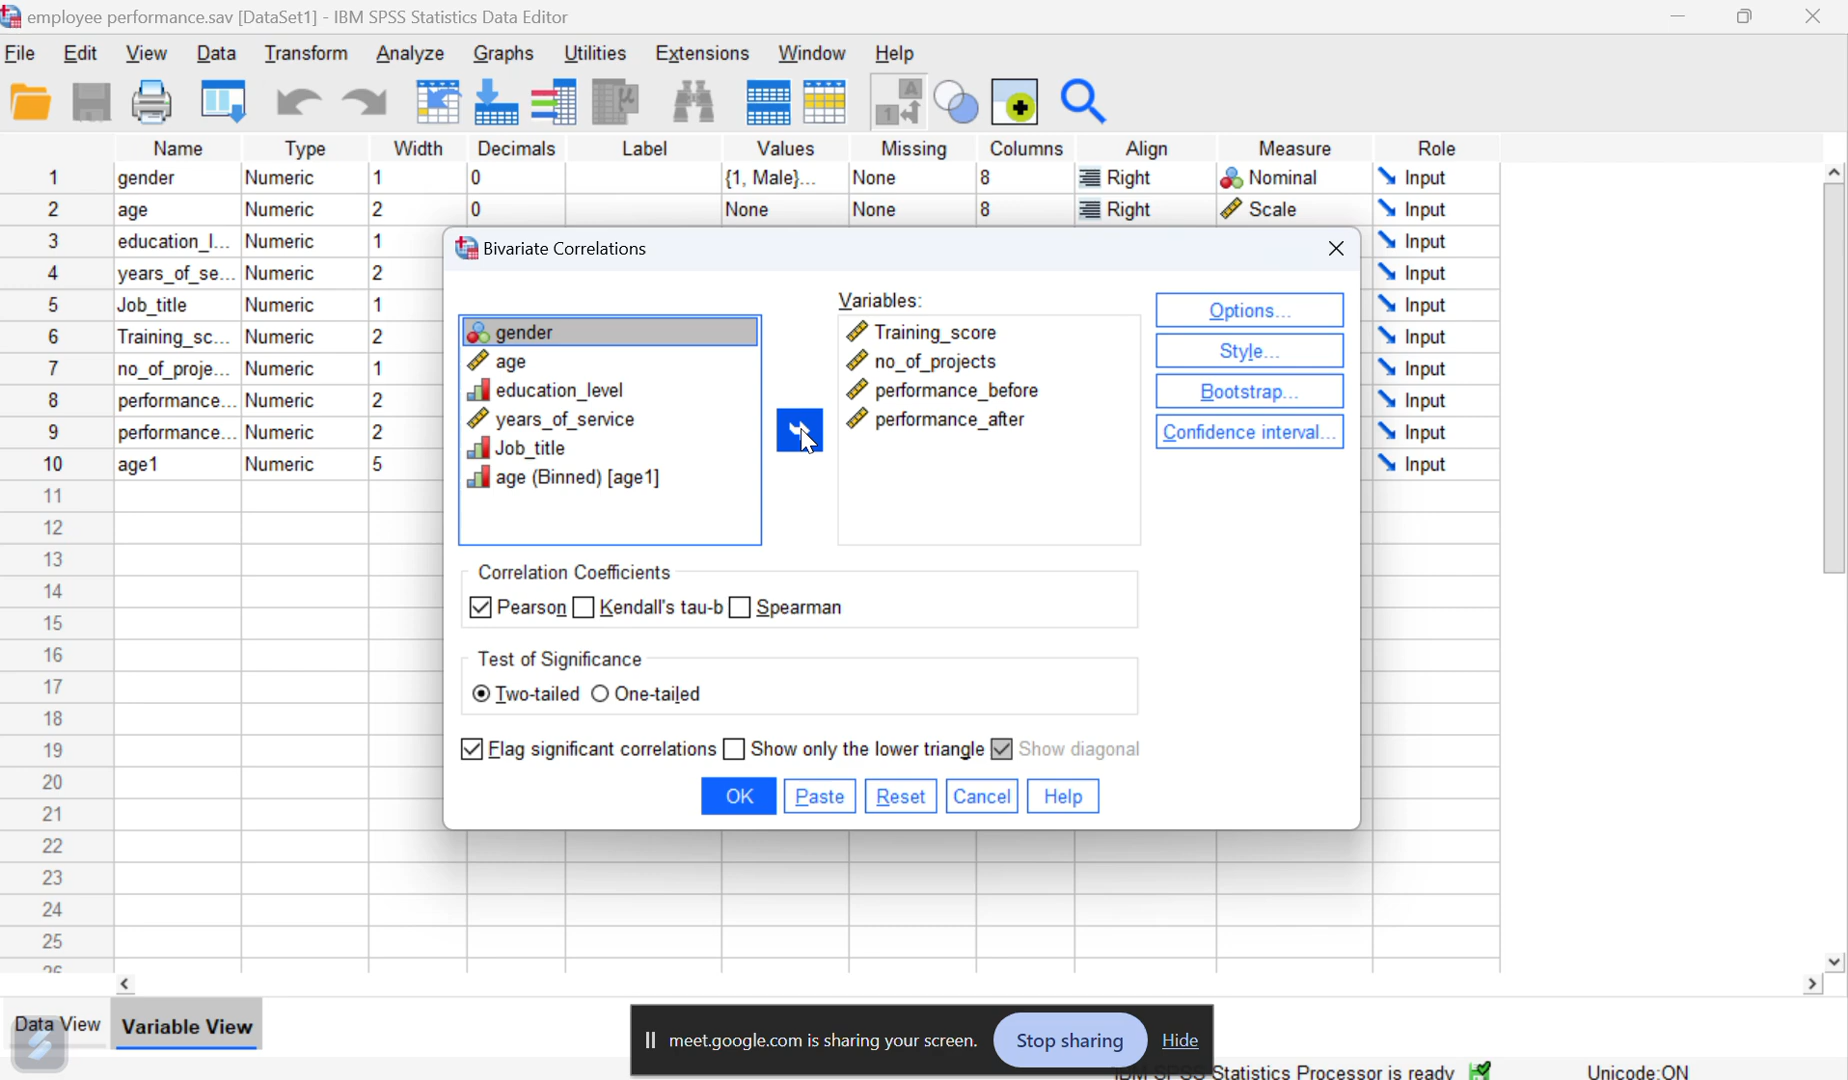 employee performance.sav [DataSet1] - IBM SPSS Statistics Data Editor
File Edit View Data Transform Analyze Graphs Utilities Extensions Window Help
Name Type Width Decimals Label Values Missing Columns Align Measure Role
1 gender Numeric 1 0 {1, Male}... None 8 Right Nominal Input
2 age Numeric 2 0 None None 8 Right Scale Input
3 education_l... Numeric 1 Input
4 years_of_se... Numeric 2 Input
5 Job_title Numeric 1 Input
6 Training_sc... Numeric 2 Input
7 no_of_proje... Numeric 1 Input
8 performance... Numeric 2 Input
9 performance... Numeric 2 Input
10 age1 Numeric 5 Input
11
12
13
14
15
16
17
18
19
20
21
22
23
24
25
26
Bivariate Correlations
Variables:
gender
age
education_level
years_of_service
Job_title
age (Binned) [age1]
Training_score
no_of_projects
performance_before
performance_after
Options...
Style...
Bootstrap...
Confidence interval...
Correlation Coefficients
Pearson Kendall's tau-b Spearman
Test of Significance
Two-tailed One-tailed
Flag significant correlations Show only the lower triangle Show diagonal
OK Paste Reset Cancel Help
Data View Variable View
meet.google.com is sharing your screen. Stop sharing Hide
IBM SPSS Statistics Processor is ready Unicode:ON